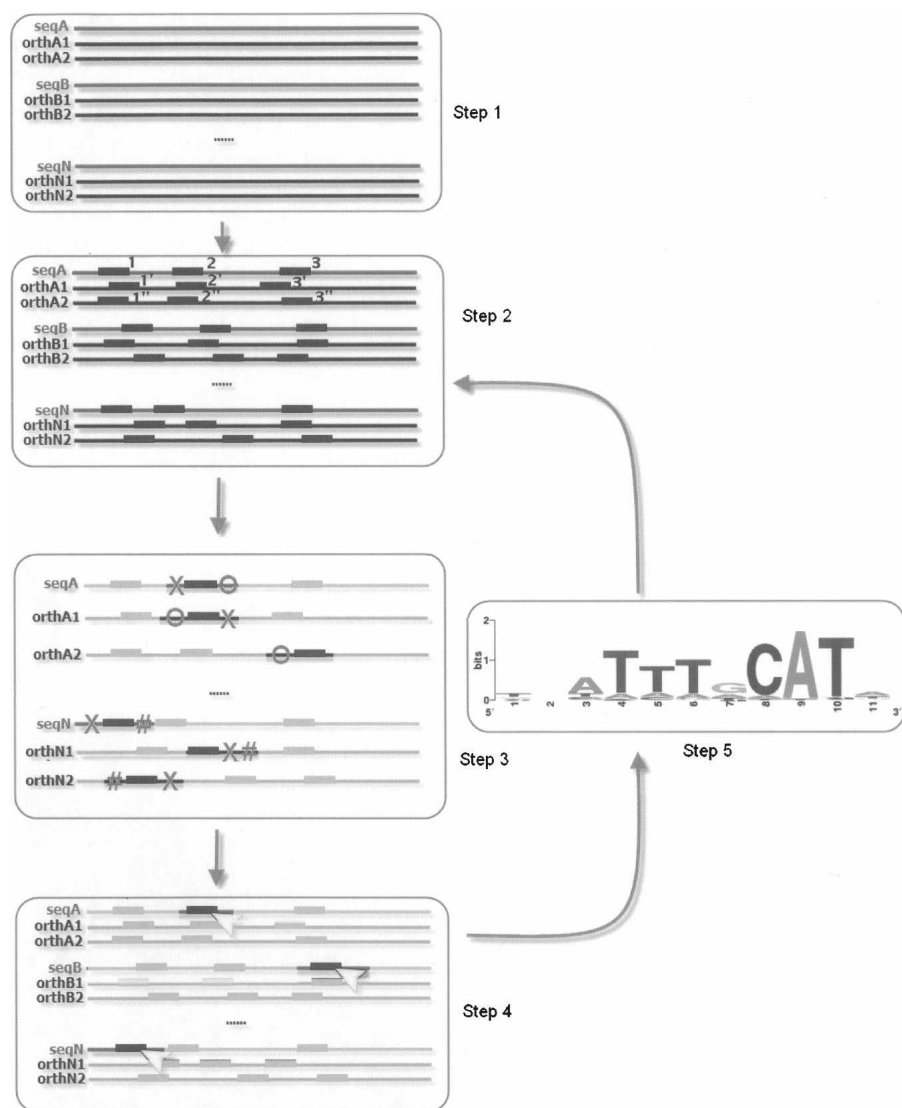 seqA
orthA1
orthA2
seqB
orthB1
orthB2
......
seqN
orthN1
orthN2
Step 1
1 2 3
seqA
1' 2' 3'
orthA1
1'' 2'' 3''
orthA2
seqB
orthB1
orthB2
......
seqN
orthN1
orthN2
Step 2
seqA X O
orthA1 O X
orthA2 O
......
seqN X #
orthN1 X #
orthN2 # X
Step 3
2
bits
1
0
ATTTGCAT
5' 1 2 3 4 5 6 7 8 9 10 11 3'
Step 5
seqA
orthA1
orthA2
seqB
orthB1
orthB2
......
seqN
orthN1
orthN2
Step 4